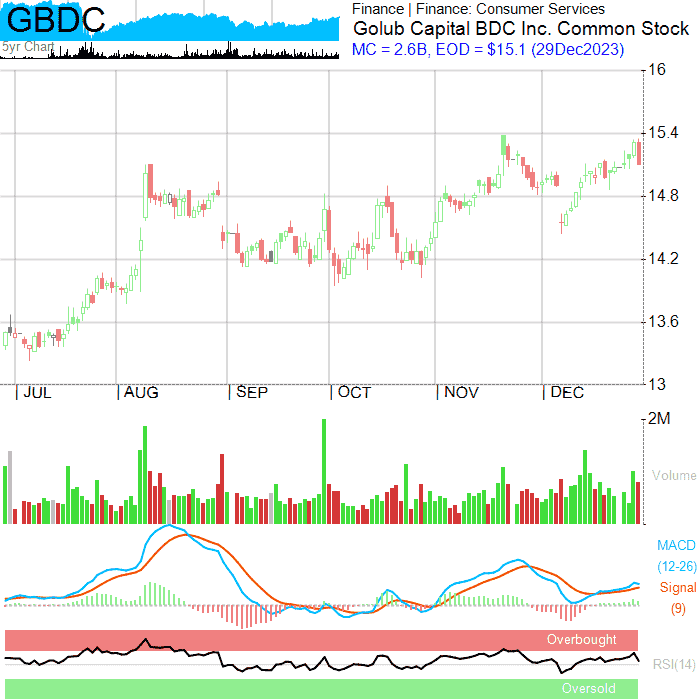 GBDC
5yr Chart
Finance | Finance: Consumer Services
Golub Capital BDC Inc. Common Stock
MC = 2.6B, EOD = $15.1 (29Dec2023)
16
15.4
14.8
14.2
13.6
13
| JUL | AUG | SEP | OCT | NOV | DEC
2M
Volume
MACD
(12-26)
Signal
(9)
Overbought
RSI(14)
Oversold